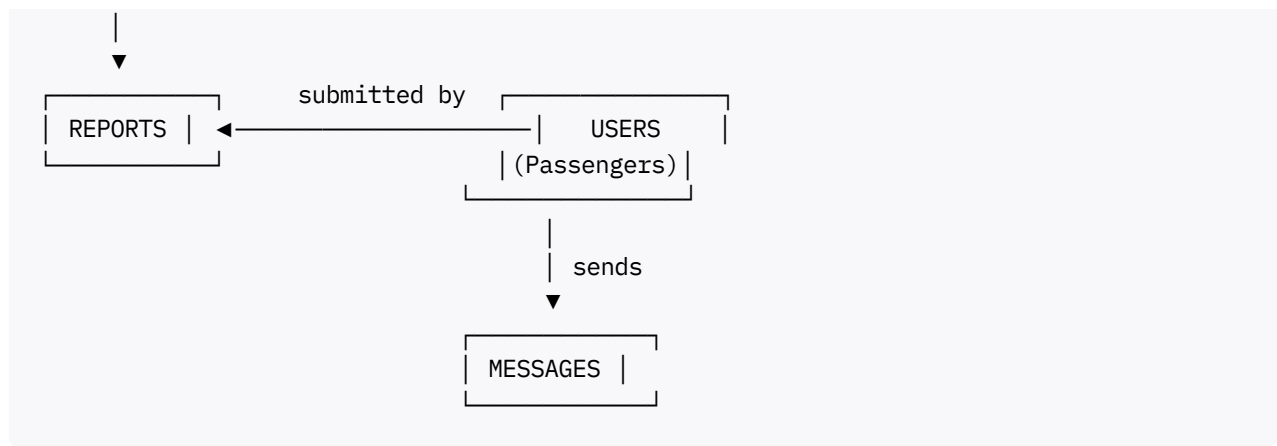 submitted by
REPORTS USERS
(Passengers)
sends
MESSAGES